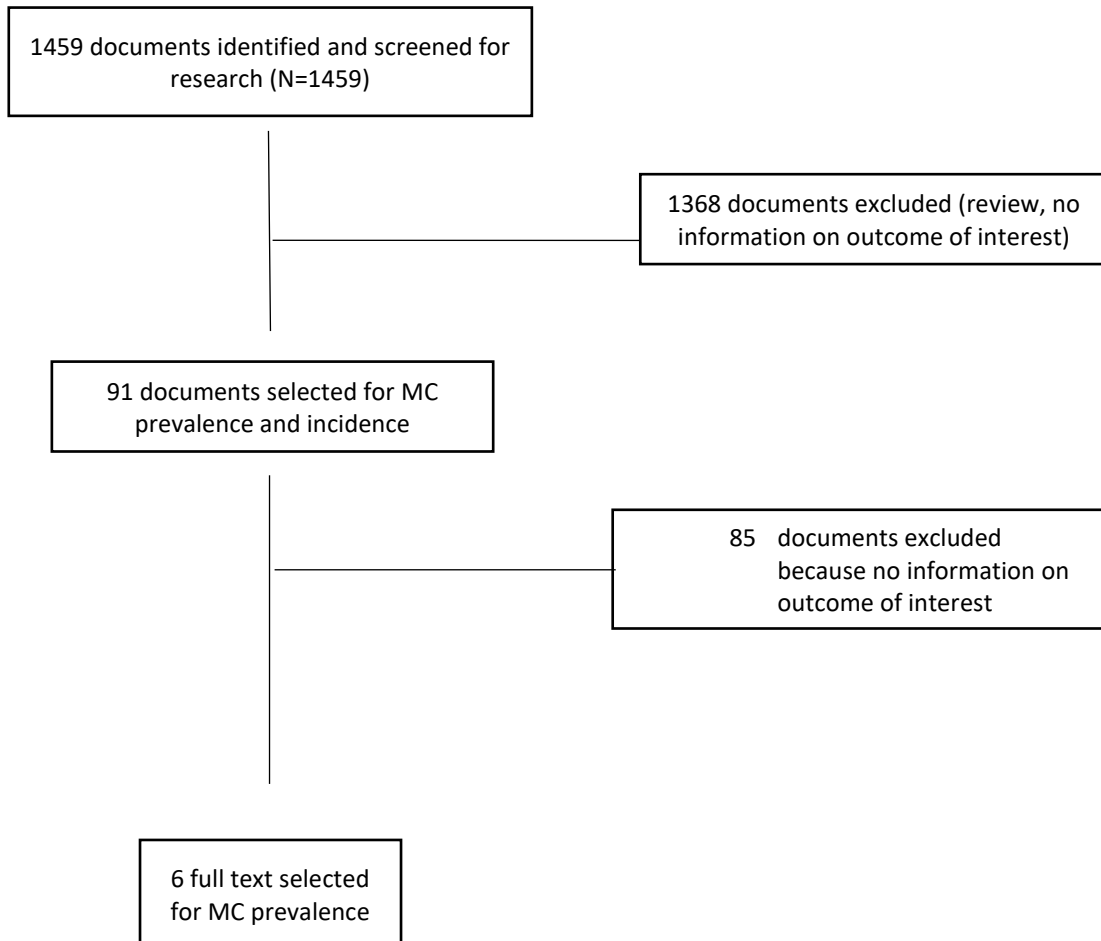 1459 documents identified and screened for
research (N=1459)
1368 documents excluded (review, no
information on outcome of interest)
91 documents selected for MC
prevalence and incidence
85 documents excluded
because no information on
outcome of interest
6 full text selected
for MC prevalence